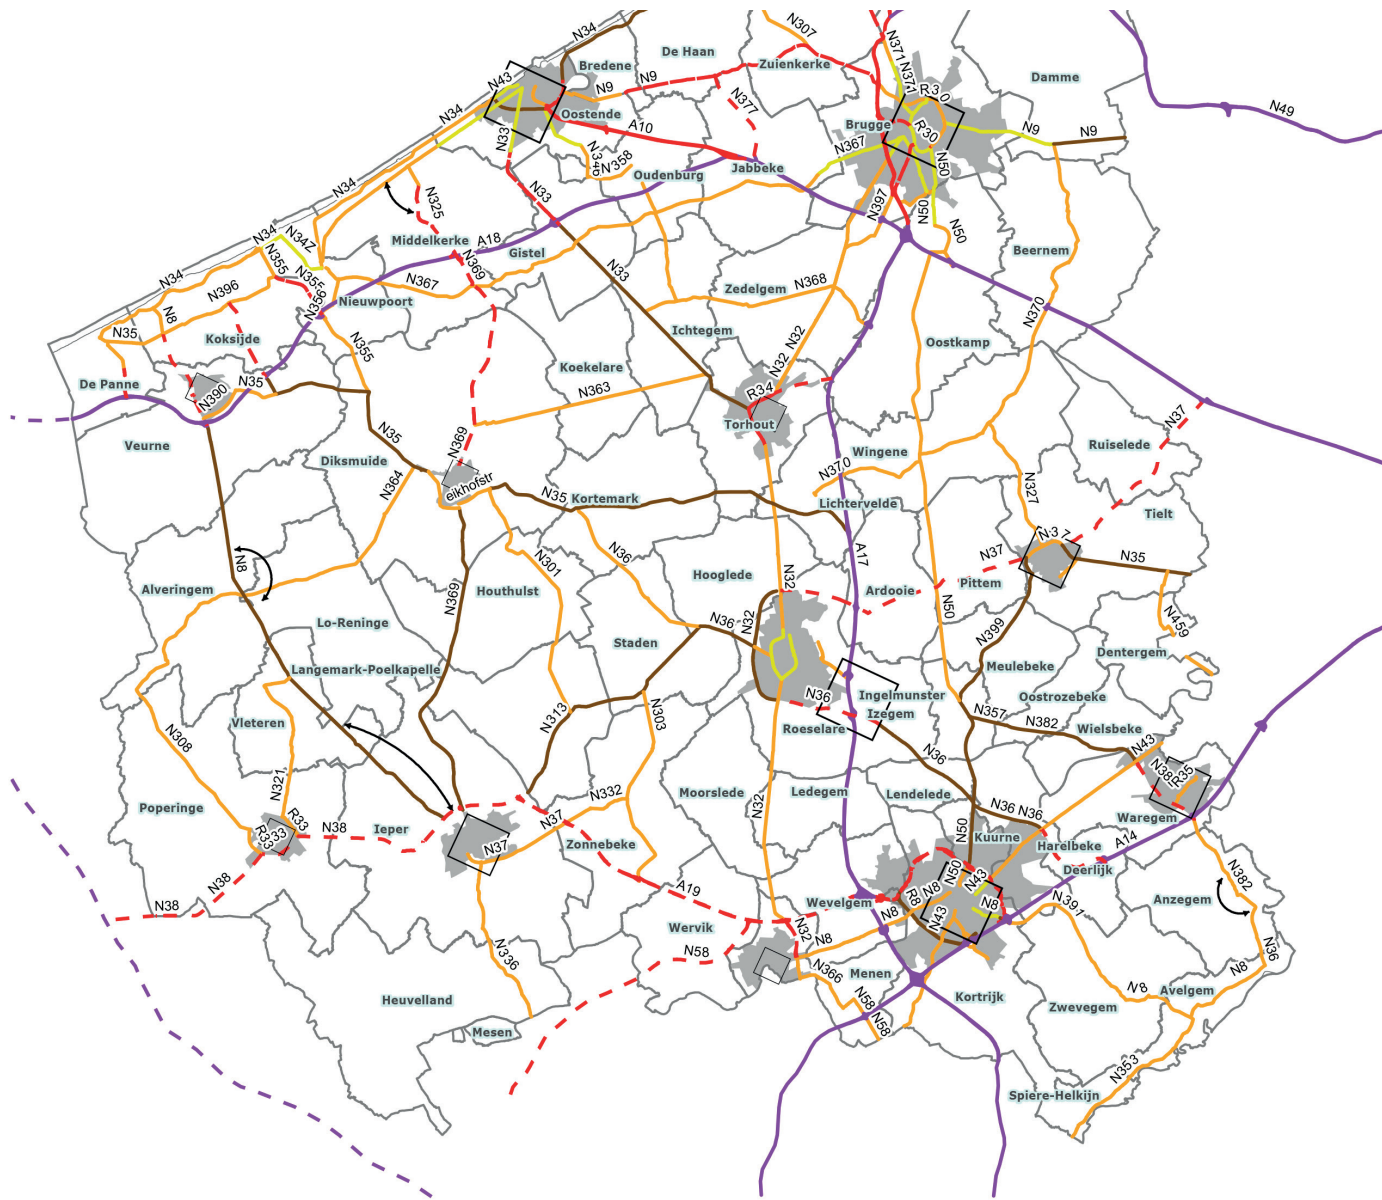 N34
N307
De Haan
Zuienkerke
N371
Bredene
Damme
N43
N9
N9
N377
N371
R30
N49
N34
Oostende
A10
Brugge
R30
N9
N9
N33
N358
N367
N50
Jabbeke
Oudenburg
N34
N325
N33
N397
N50
N50
N34
N34Z
Middelkerke
A18
Gistel
Beernem
N34
N355
N355
N369
N33
N368
Zedelgem
N396
N356
N367
Nieuwpoort
N370
N8
N35
Koksijde
N355
Ichtegem
N32
Oostkamp
De Panne
N35
N390
Koekelare
N363
N32
R34
Torhout
N37
Veurne
N35
N369
Ruiselede
Diksmuide
N364
eikhofstr
N370
Wingene
N35
Kortemark
Lichtervelde
N327
Tielt
N8
N36
N301
A17
N37
N37
N35
Alveringem
Houthulst
Hooglede
N32
Ardooie
Pittem
N369
N50
N459
Lo-Reninge
Staden
N36
N32
N399
Dentergem
Langemark-Poelkapelle
Meulebeke
Ingelmunster
Oostrozebeke
N36
Izegem
N308
Vleteren
N313
N303
Roeselare
N357
N382
Wielsbeke
N43
N36
N321
N332
Moorslede
N32
Ledegem
Lendelede
N36
N36
R35
Poperinge
R33
R33
N38
Ieper
N37
N37
Zonnebeke
N50
Kuurne
Harelbeke
Waregem
A14
Deerlijk
N38
A19
Wevelgem
N50
N43
N382
N38
R8
N8
N8
N8
N391
Anzegem
N43
Wervik
N32
N8
N58
N366
Menen
N36
N8
N336
N58
N58
N8
Avelgem
Heuvelland
Kortrijk
Zwevegem
Mesen
N353
Spiere-Helkijn